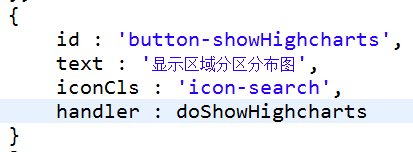 {
id : 'button-showHighcharts',
text : '显示区域分区分布图',
iconCls : 'icon-search',
handler : doShowHighcharts
}